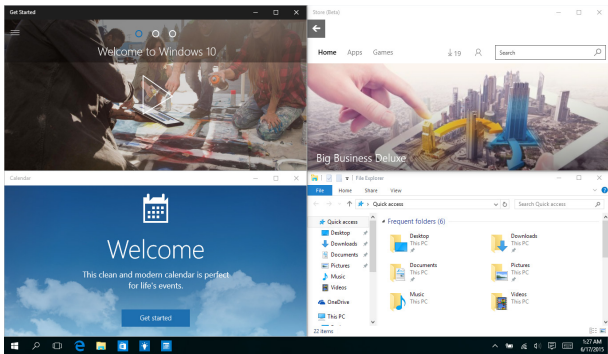 Get Started
Welcome to Windows 10
Store (Beta)
Home Apps Games
19
Search
Big Business Deluxe
Calendar
Welcome
This clean and modern calendar is perfect
for life's events.
Get started
File Explorer
File Home Share View
Quick access
Search Quick access
Quick access
Desktop
Downloads
Documents
Pictures
Music
Videos
OneDrive
This PC
22 items
Frequent folders (6)
Desktop
This PC
Downloads
This PC
Documents
This PC
Pictures
This PC
Music
This PC
Videos
This PC
5:27 AM
6/17/2015